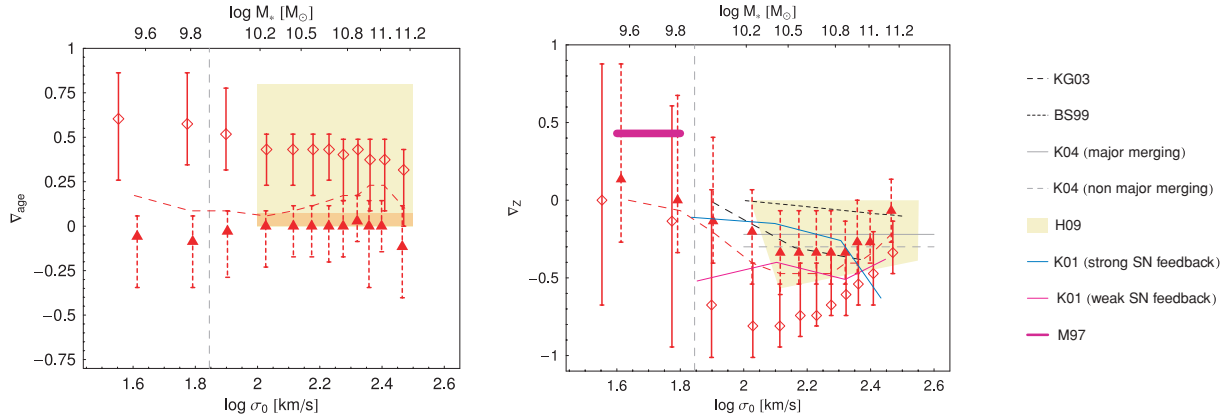 log M* [M⊙]
9.6 9.8 10.2 10.5 10.8 11. 11.2
1
0.75
0.5
0.25
0
−0.25
−0.5
−0.75
∇age
1.6 1.8 2 2.2 2.4 2.6
log σ0 [km/s]
log M* [M⊙]
9.6 9.8 10.2 10.5 10.8 11. 11.2
1
0.5
0
−0.5
−1
∇Z
1.6 1.8 2 2.2 2.4 2.6
log σ0 [km/s]
KG03
BS99
K04 (major merging)
K04 (non major merging)
H09
K01 (strong SN feedback)
K01 (weak SN feedback)
M97